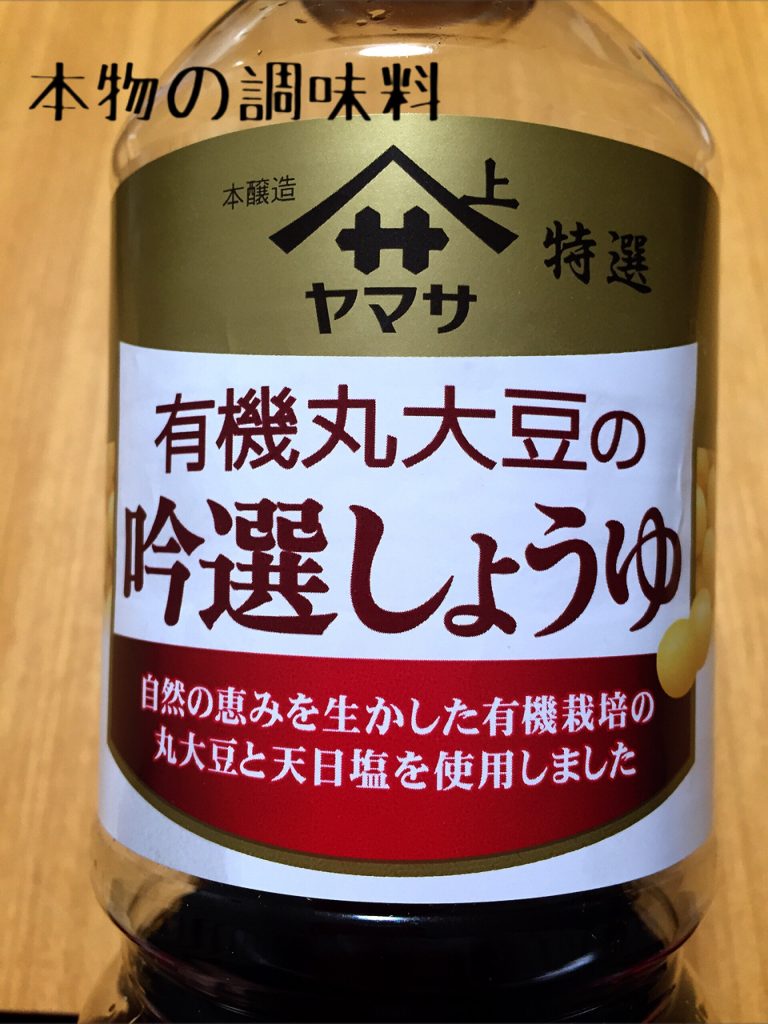 本物の調味料
本醸造
上
サ
特選
ヤマサ
有機丸大豆の
吟選しょうゆ
自然の恵みを生かした有機栽培の
丸大豆と天日塩を使用しました